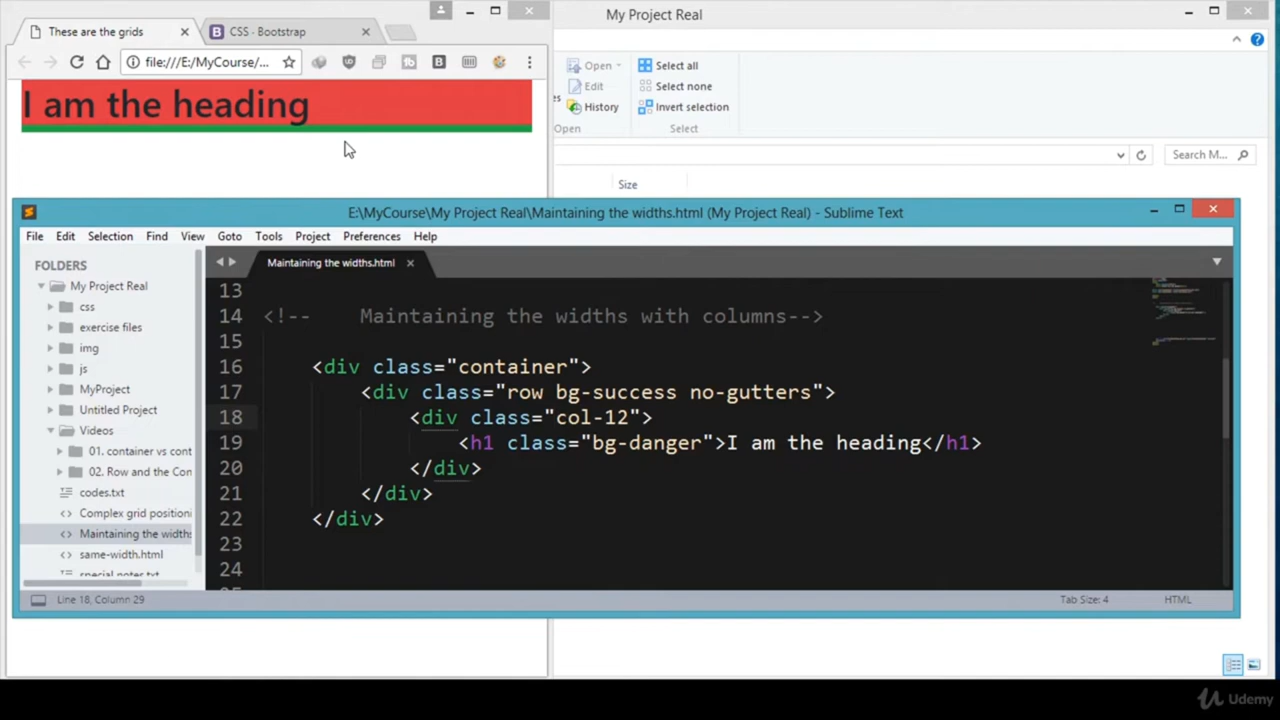 These are the grids
CSS · Bootstrap
file:///E:/MyCourse/...
I am the heading
My Project Real
Open
Edit
History
Open
Select all
Select none
Invert selection
Select
Search M...
Size
E:\MyCourse\My Project Real\Maintaining the widths.html (My Project Real) - Sublime Text
File Edit Selection Find View Goto Tools Project Preferences Help
FOLDERS
My Project Real
css
exercise files
img
js
MyProject
Untitled Project
Videos
01. container vs cont
02. Row and the Con
codes.txt
Complex grid positioni
Maintaining the widths
same-width.html
special notes.txt
Maintaining the widths.html
13
14 <!--    Maintaining the widths with columns-->
15
16 <div class="container">
17 <div class="row bg-success no-gutters">
18 <div class="col-12">
19 <h1 class="bg-danger">I am the heading</h1>
20 </div>
21 </div>
22 </div>
23
24
Line 18, Column 29
Tab Size: 4
HTML
Udemy